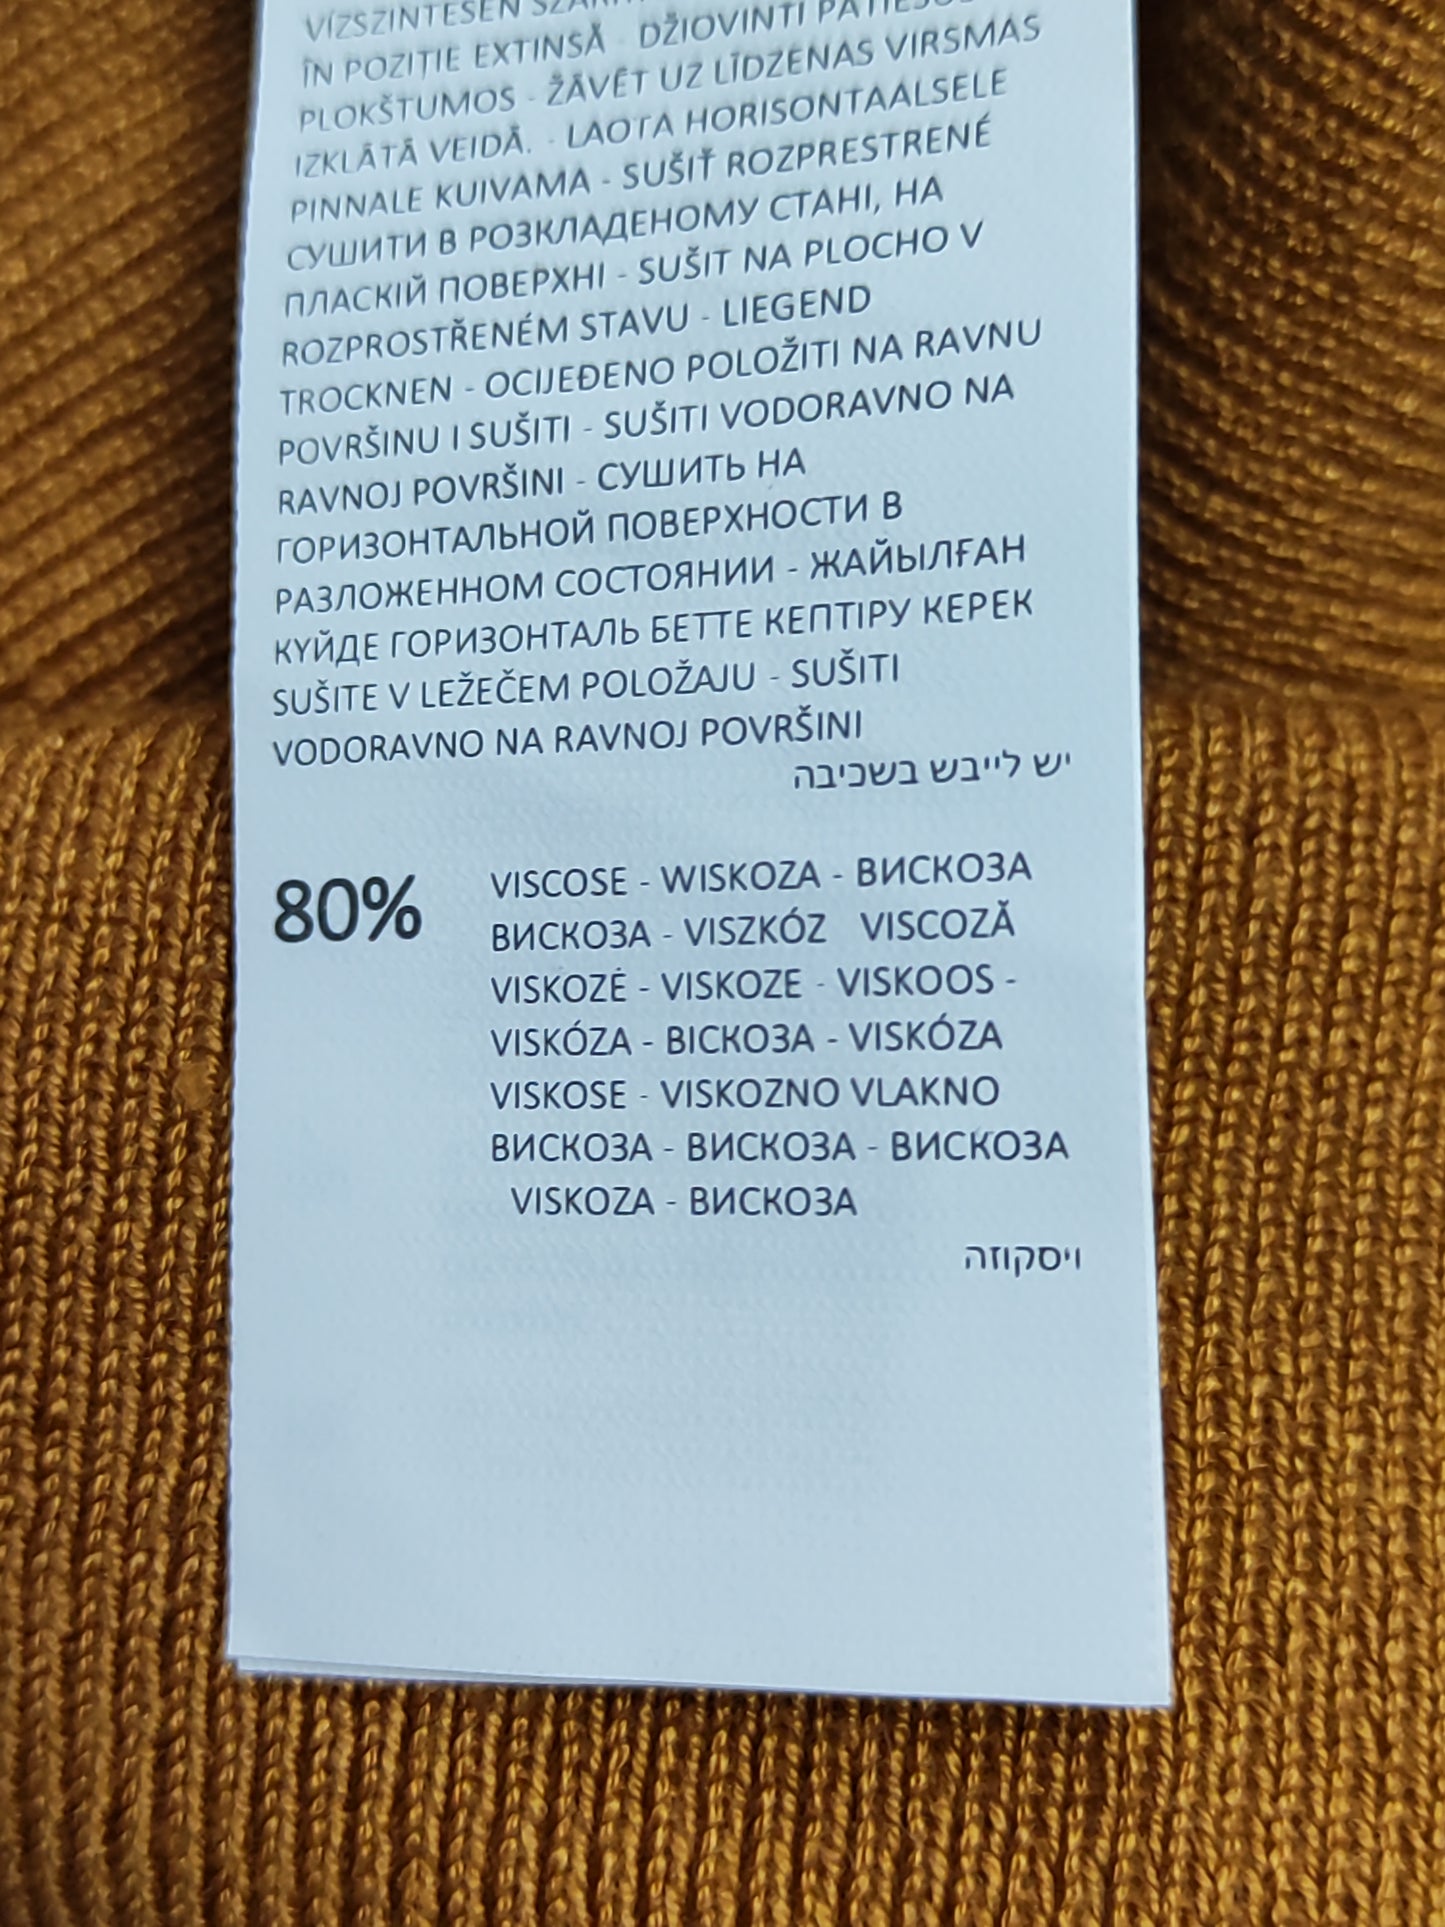 VÍZSZINTESEN
ÎN POZIȚIE EXTINSĂ - DŽIOVINTI
PLOKŠTUMOS - ŽĀVĒT UZ LĪDZENAS VIRSMAS
IZKLĀTĀ VEIDĀ. - LAOTA HORISONTAALSELE
PINNALE KUIVAMA - SUŠIŤ ROZPRESTRENÉ
СУШИТИ В РОЗКЛАДЕНОМУ СТАНІ, НА
ПЛАСКІЙ ПОВЕРХНІ - SUŠIT NA PLOCHO V
ROZPROSTŘENÉM STAVU - LIEGEND
TROCKNEN - OCIJEĐENO POLOŽITI NA RAVNU
POVRŠINU I SUŠITI - SUŠITI VODORAVNO NA
RAVNOJ POVRŠINI - СУШИТЬ НА
ГОРИЗОНТАЛЬНОЙ ПОВЕРХНОСТИ В
РАЗЛОЖЕННОМ СОСТОЯНИИ - ЖАЙЫЛҒАН
КҮЙДЕ ГОРИЗОНТАЛЬ БЕТТЕ КЕПТІРУ КЕРЕК
SUŠITE V LEŽEČEM POLOŽAJU - SUŠITI
VODORAVNO NA RAVNOJ POVRŠINI
יש לייבש בשכיבה
80% VISCOSE - WISKOZA - ВИСКОЗА
ВИСКОЗА - VISZKÓZ VISCOZĂ
VISKOZĖ - VISKOZE - VISKOOS -
VISKÓZA - ВІСКОЗА - VISKÓZA
VISKOSE - VISKOZNO VLAKNO
ВИСКОЗА - ВИСКОЗА - ВИСКОЗА
VISKOZA - ВИСКОЗА
ויסקוזה